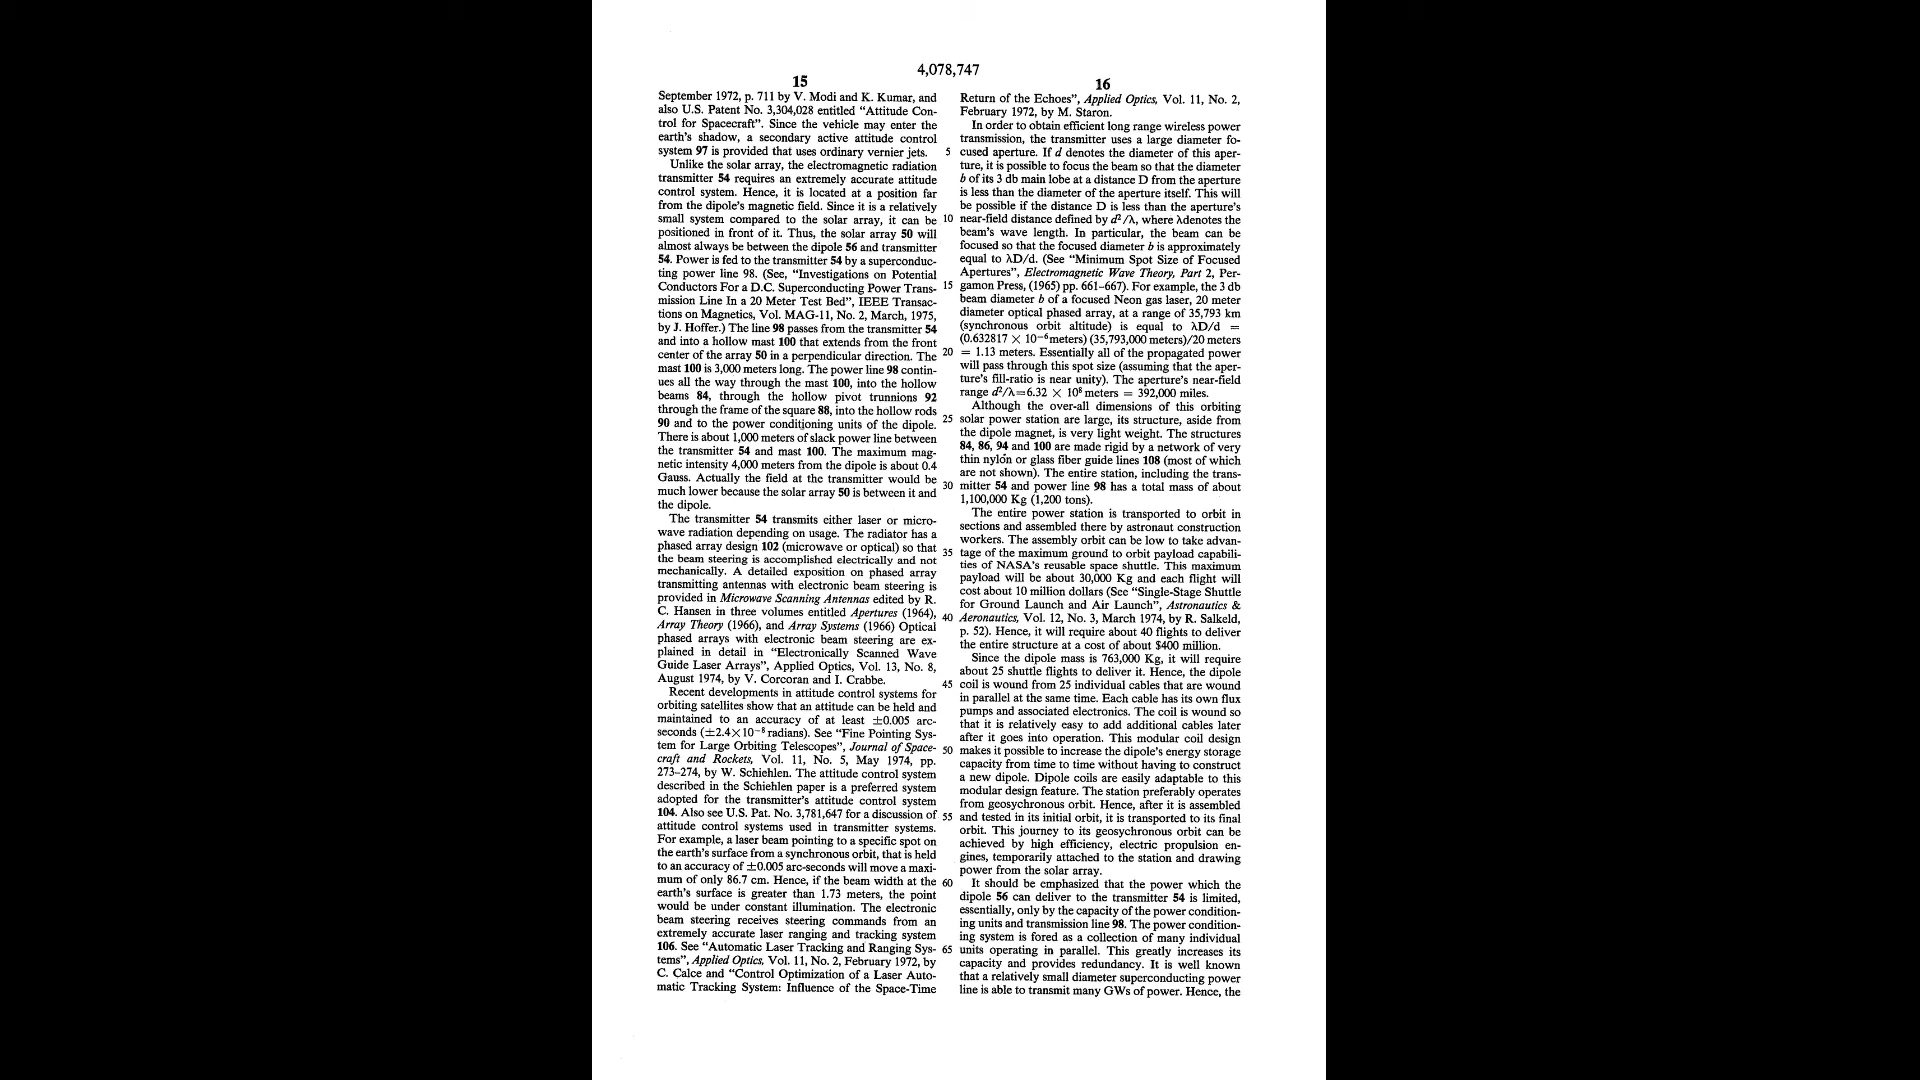 4,078,747
15
September 1972, p. 711 by V. Modi and K. Kumar, and
also U.S. Patent No. 3,304,028 entitled “Attitude Con-
trol for Spacecraft”. Since the vehicle may enter the
earth's shadow, a secondary active attitude control
system 97 is provided that uses ordinary vernier jets.
Unlike the solar array, the electromagnetic radiation
transmitter 54 requires an extremely accurate attitude
control system. Hence, it is located at a position far
from the dipole's magnetic field. Since it is a relatively
small system compared to the solar array, it can be
positioned in front of it. Thus, the solar array 50 will
almost always be between the dipole 56 and transmitter
54. Power is fed to the transmitter 54 by a superconduc-
ting power line 98. (See, “Investigations on Potential
Conductors For a D.C. Superconducting Power Trans-
mission Line In a 20 Meter Test Bed”, IEEE Transac-
tions on Magnetics, Vol. MAG-11, No. 2, March, 1975,
by J. Hoffer.) The line 98 passes from the transmitter 54
and into a hollow mast 100 that extends from the front
center of the array 50 in a perpendicular direction. The
mast 100 is 3,000 meters long. The power line 98 contin-
ues all the way through the mast 100, into the hollow
beams 84, through the hollow pivot trunnions 92
through the frame of the square 88, into the hollow rods
90 and to the power conditioning units of the dipole.
There is about 1,000 meters of slack power line between
the transmitter 54 and mast 100. The maximum mag-
netic intensity 4,000 meters from the dipole is about 0.4
Gauss. Actually the field at the transmitter would be
much lower because the solar array 50 is between it and
the dipole.
The transmitter 54 transmits either laser or micro-
wave radiation depending on usage. The radiator has a
phased array design 102 (microwave or optical) so that
the beam steering is accomplished electrically and not
mechanically. A detailed exposition on phased array
transmitting antennas with electronic beam steering is
provided in Microwave Scanning Antennas edited by R.
C. Hansen in three volumes entitled Apertures (1964),
Array Theory (1966), and Array Systems (1966) Optical
phased arrays with electronic beam steering are ex-
plained in detail in “Electronically Scanned Wave
Guide Laser Arrays”, Applied Optics, Vol. 13, No. 8,
August 1974, by V. Corcoran and I. Crabbe.
Recent developments in attitude control systems for
orbiting satellites show that an attitude can be held and
maintained to an accuracy of at least ±0.005 arc-
seconds (±2.4×10⁻⁸ radians). See “Fine Pointing Sys-
tem for Large Orbiting Telescopes”, Journal of Space-
craft and Rockets, Vol. 11, No. 5, May 1974, pp.
273–274, by W. Schiehlen. The attitude control system
described in the Schiehlen paper is a preferred system
adopted for the transmitter's attitude control system
104. Also see U.S. Pat. No. 3,781,647 for a discussion of
attitude control systems used in transmitter systems.
For example, a laser beam pointing to a specific spot on
the earth's surface from a synchronous orbit, that is held
to an accuracy of ±0.005 arc-seconds will move a maxi-
mum of only 86.7 cm. Hence, if the beam width at the
earth's surface is greater than 1.73 meters, the point
would be under constant illumination. The electronic
beam steering receives steering commands from an
extremely accurate laser ranging and tracking system
106. See “Automatic Laser Tracking and Ranging Sys-
tems”, Applied Optics, Vol. 11, No. 2, February 1972, by
C. Calce and “Control Optimization of a Laser Auto-
matic Tracking System: Influence of the Space-Time
5
10
15
20
25
30
35
40
45
50
55
60
65
16
Return of the Echoes”, Applied Optics, Vol. 11, No. 2,
February 1972, by M. Staron.
In order to obtain efficient long range wireless power
transmission, the transmitter uses a large diameter fo-
cused aperture. If d denotes the diameter of this aper-
ture, it is possible to focus the beam so that the diameter
b of its 3 db main lobe at a distance D from the aperture
is less than the diameter of the aperture itself. This will
be possible if the distance D is less than the aperture's
near-field distance defined by d²/λ, where λdenotes the
beam's wave length. In particular, the beam can be
focused so that the focused diameter b is approximately
equal to λD/d. (See “Minimum Spot Size of Focused
Apertures”, Electromagnetic Wave Theory, Part 2, Per-
gamon Press, (1965) pp. 661–667). For example, the 3 db
beam diameter b of a focused Neon gas laser, 20 meter
diameter optical phased array, at a range of 35,793 km
(synchronous orbit altitude) is equal to λD/d =
(0.632817 × 10⁻⁶meters) (35,793,000 meters)/20 meters
= 1.13 meters. Essentially all of the propagated power
will pass through this spot size (assuming that the aper-
ture's fill-ratio is near unity). The aperture's near-field
range d²/λ=6.32 × 10⁸ meters = 392,000 miles.
Although the over-all dimensions of this orbiting
solar power station are large, its structure, aside from
the dipole magnet, is very light weight. The structures
84, 86, 94 and 100 are made rigid by a network of very
thin nylon or glass fiber guide lines 108 (most of which
are not shown). The entire station, including the trans-
mitter 54 and power line 98 has a total mass of about
1,100,000 Kg (1,200 tons).
The entire power station is transported to orbit in
sections and assembled there by astronaut construction
workers. The assembly orbit can be low to take advan-
tage of the maximum ground to orbit payload capabili-
ties of NASA's reusable space shuttle. This maximum
payload will be about 30,000 Kg and each flight will
cost about 10 million dollars (See “Single-Stage Shuttle
for Ground Launch and Air Launch”, Astronautics &
Aeronautics, Vol. 12, No. 3, March 1974, by R. Salkeld,
p. 52). Hence, it will require about 40 flights to deliver
the entire structure at a cost of about $400 million.
Since the dipole mass is 763,000 Kg, it will require
about 25 shuttle flights to deliver it. Hence, the dipole
coil is wound from 25 individual cables that are wound
in parallel at the same time. Each cable has its own flux
pumps and associated electronics. The coil is wound so
that it is relatively easy to add additional cables later
after it goes into operation. This modular coil design
makes it possible to increase the dipole's energy storage
capacity from time to time without having to construct
a new dipole. Dipole coils are easily adaptable to this
modular design feature. The station preferably operates
from geosychronous orbit. Hence, after it is assembled
and tested in its initial orbit, it is transported to its final
orbit. This journey to its geosychronous orbit can be
achieved by high efficiency, electric propulsion en-
gines, temporarily attached to the station and drawing
power from the solar array.
It should be emphasized that the power which the
dipole 56 can deliver to the transmitter 54 is limited,
essentially, only by the capacity of the power condition-
ing units and transmission line 98. The power condition-
ing system is fored as a collection of many individual
units operating in parallel. This greatly increases its
capacity and provides redundancy. It is well known
that a relatively small diameter superconducting power
line is able to transmit many GWs of power. Hence, the